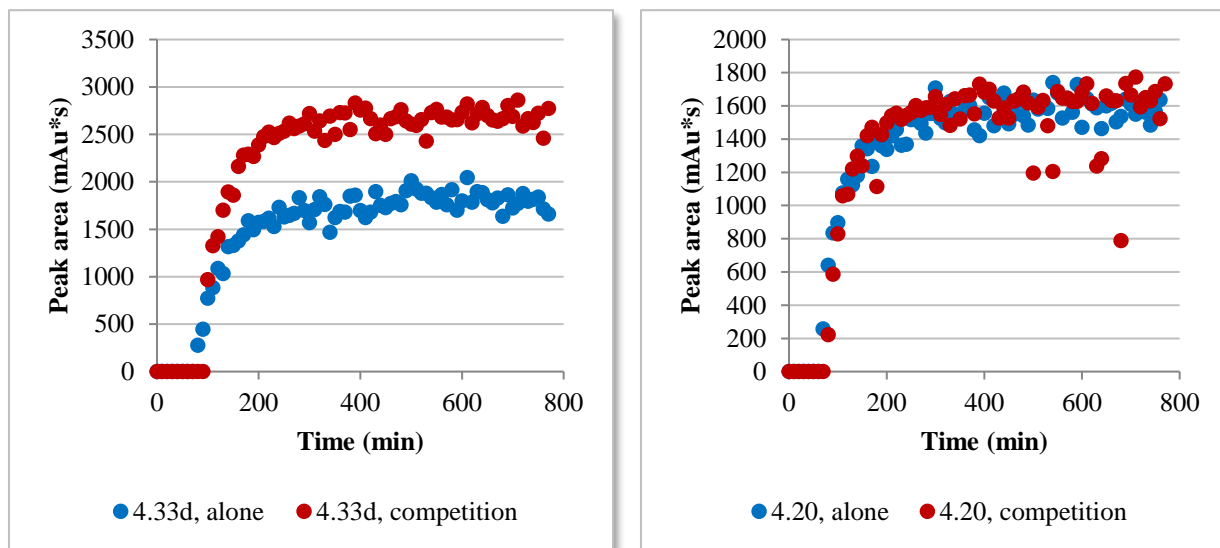 3500
3000
2500
2000
1500
1000
500
0
Peak area (mAu*s)
0 200 400 600 800
Time (min)
4.33d, alone 4.33d, competition
2000
1800
1600
1400
1200
1000
800
600
400
200
0
Peak area (mAu*s)
0 200 400 600 800
Time (min)
4.20, alone 4.20, competition